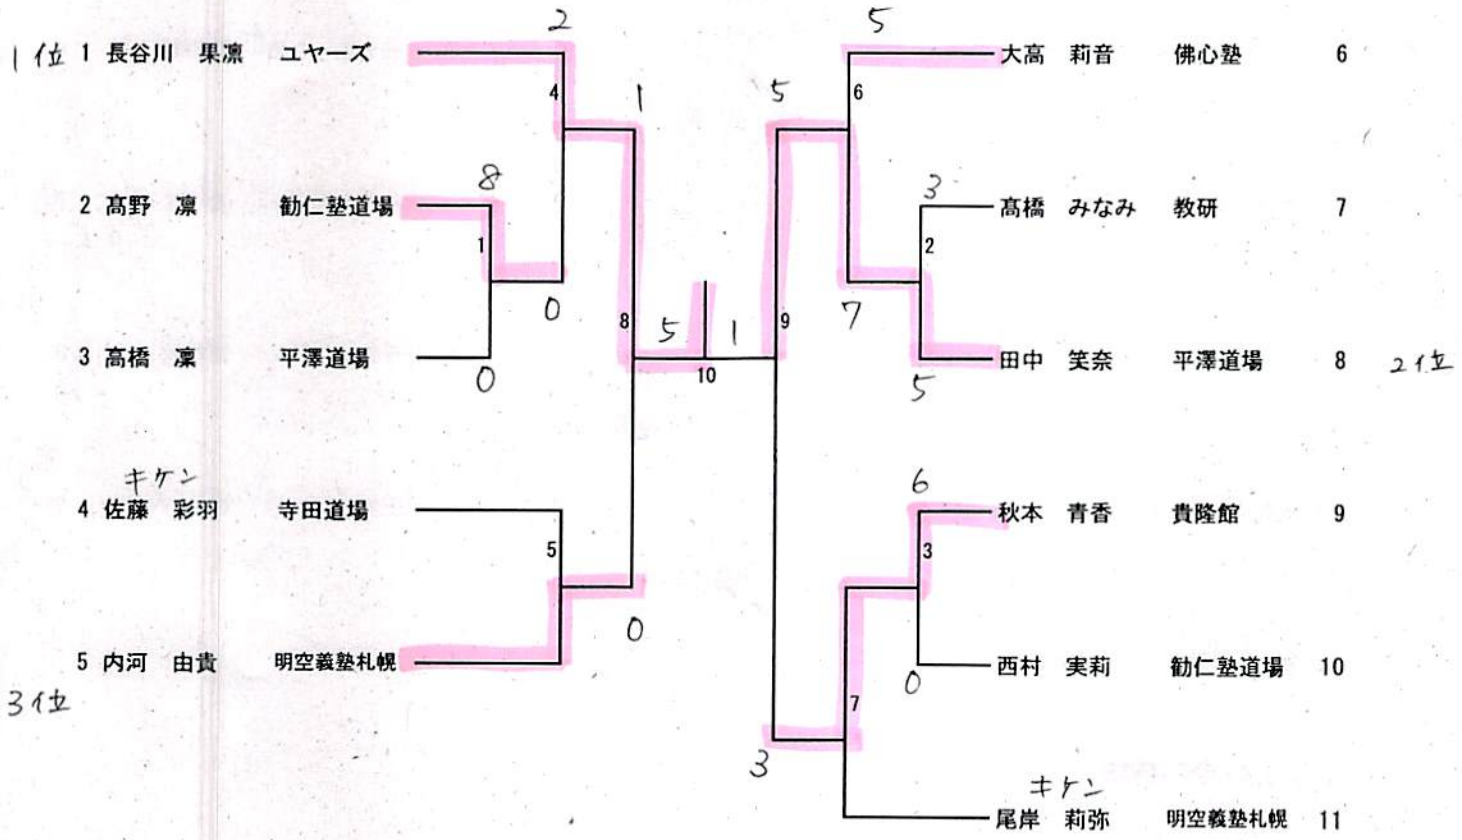 2
5
1位 1 長谷川 果凛 ユヤーズ
大高 莉音 佛心塾 6
4
1
5
6
8
3
2 髙野 凛 勧仁塾道場
髙橋 みなみ 教研 7
1
2
0
7
8
5
1
9
3 高橋 凜 平澤道場
田中 笑奈 平澤道場 8 2位
0
10
5
キケン
6
4 佐藤 彩羽 寺田道場
秋本 青香 貴隆館 9
5
3
0
5 内河 由貴 明空義塾札幌
西村 実莉 勧仁塾道場 10
0
3位
7
3
キケン
尾岸 莉弥 明空義塾札幌 11